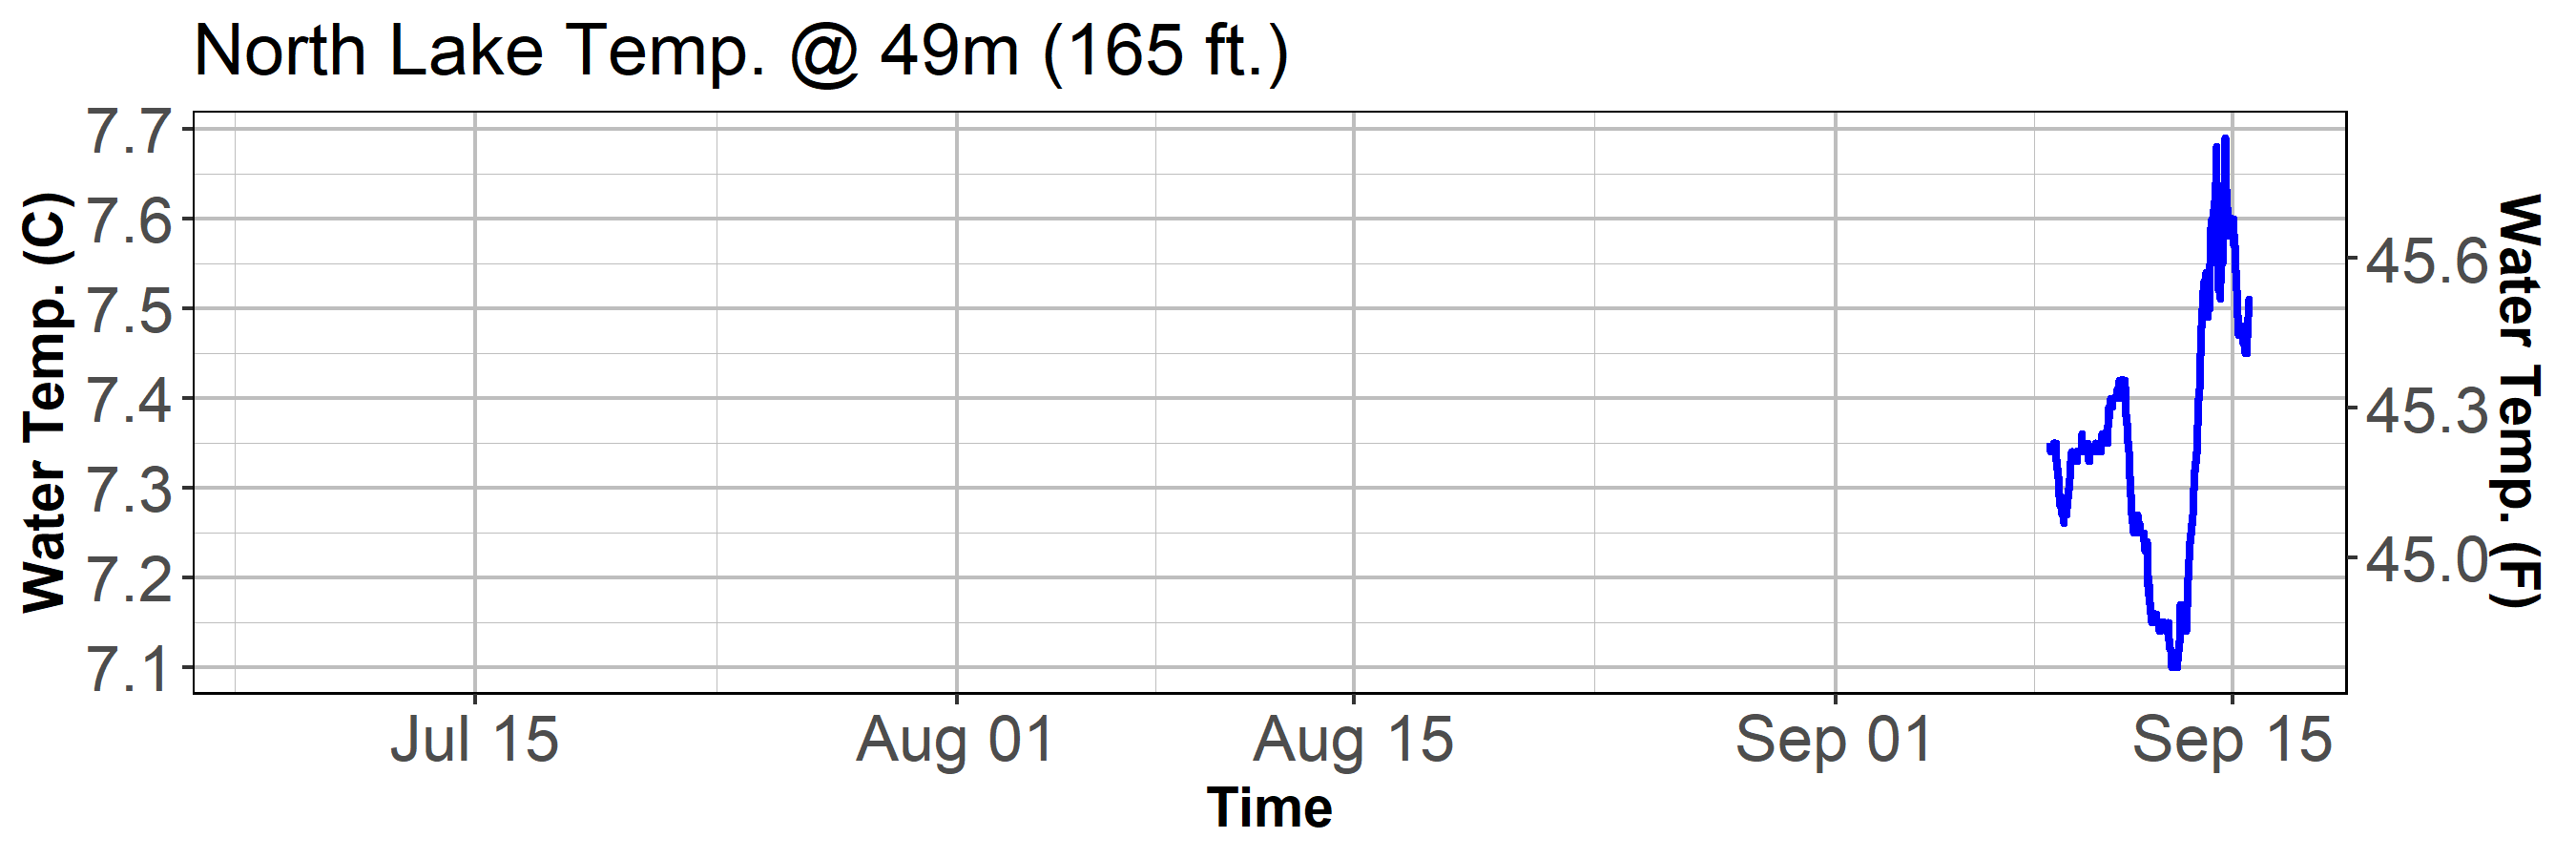 North Lake Temp. @ 49m (165 ft.)
Water Temp. (C)
7.7
7.6
7.5
7.4
7.3
7.2
7.1
45.6
45.3
45.0
Water Temp. (F)
Jul 15 Aug 01 Aug 15 Sep 01 Sep 15
Time